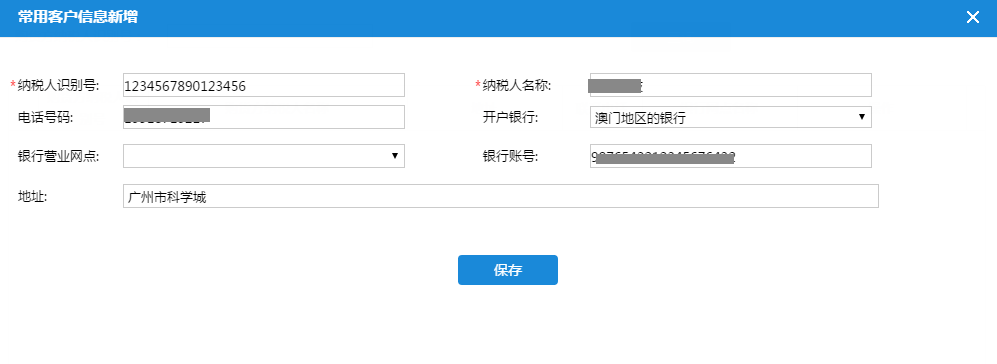 常用客户信息新增
*纳税人识别号: 1234567890123456 *纳税人名称:
电话号码: 开户银行: 澳门地区的银行
银行营业网点: 银行账号:
地址: 广州市科学城
保存